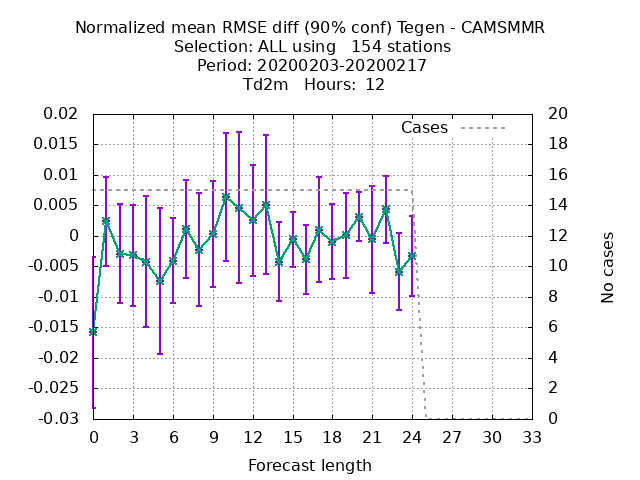 Normalized mean RMSE diff (90% conf) Tegen - CAMSMMR
Selection: ALL using   154 stations
Period: 20200203-20200217
Td2m   Hours:  12
Cases
0.02
0.015
0.01
0.005
0
-0.005
-0.01
-0.015
-0.02
-0.025
-0.03
20
18
16
14
12
10
8
6
4
2
0
No cases
0 3 6 9 12 15 18 21 24 27 30 33
Forecast length